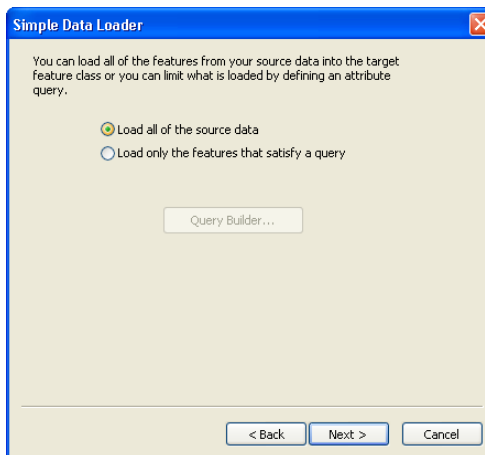 Simple Data Loader
You can load all of the features from your source data into the target
feature class or you can limit what is loaded by defining an attribute
query.
Load all of the source data
Load only the features that satisfy a query
Query Builder...
< Back
Next >
Cancel